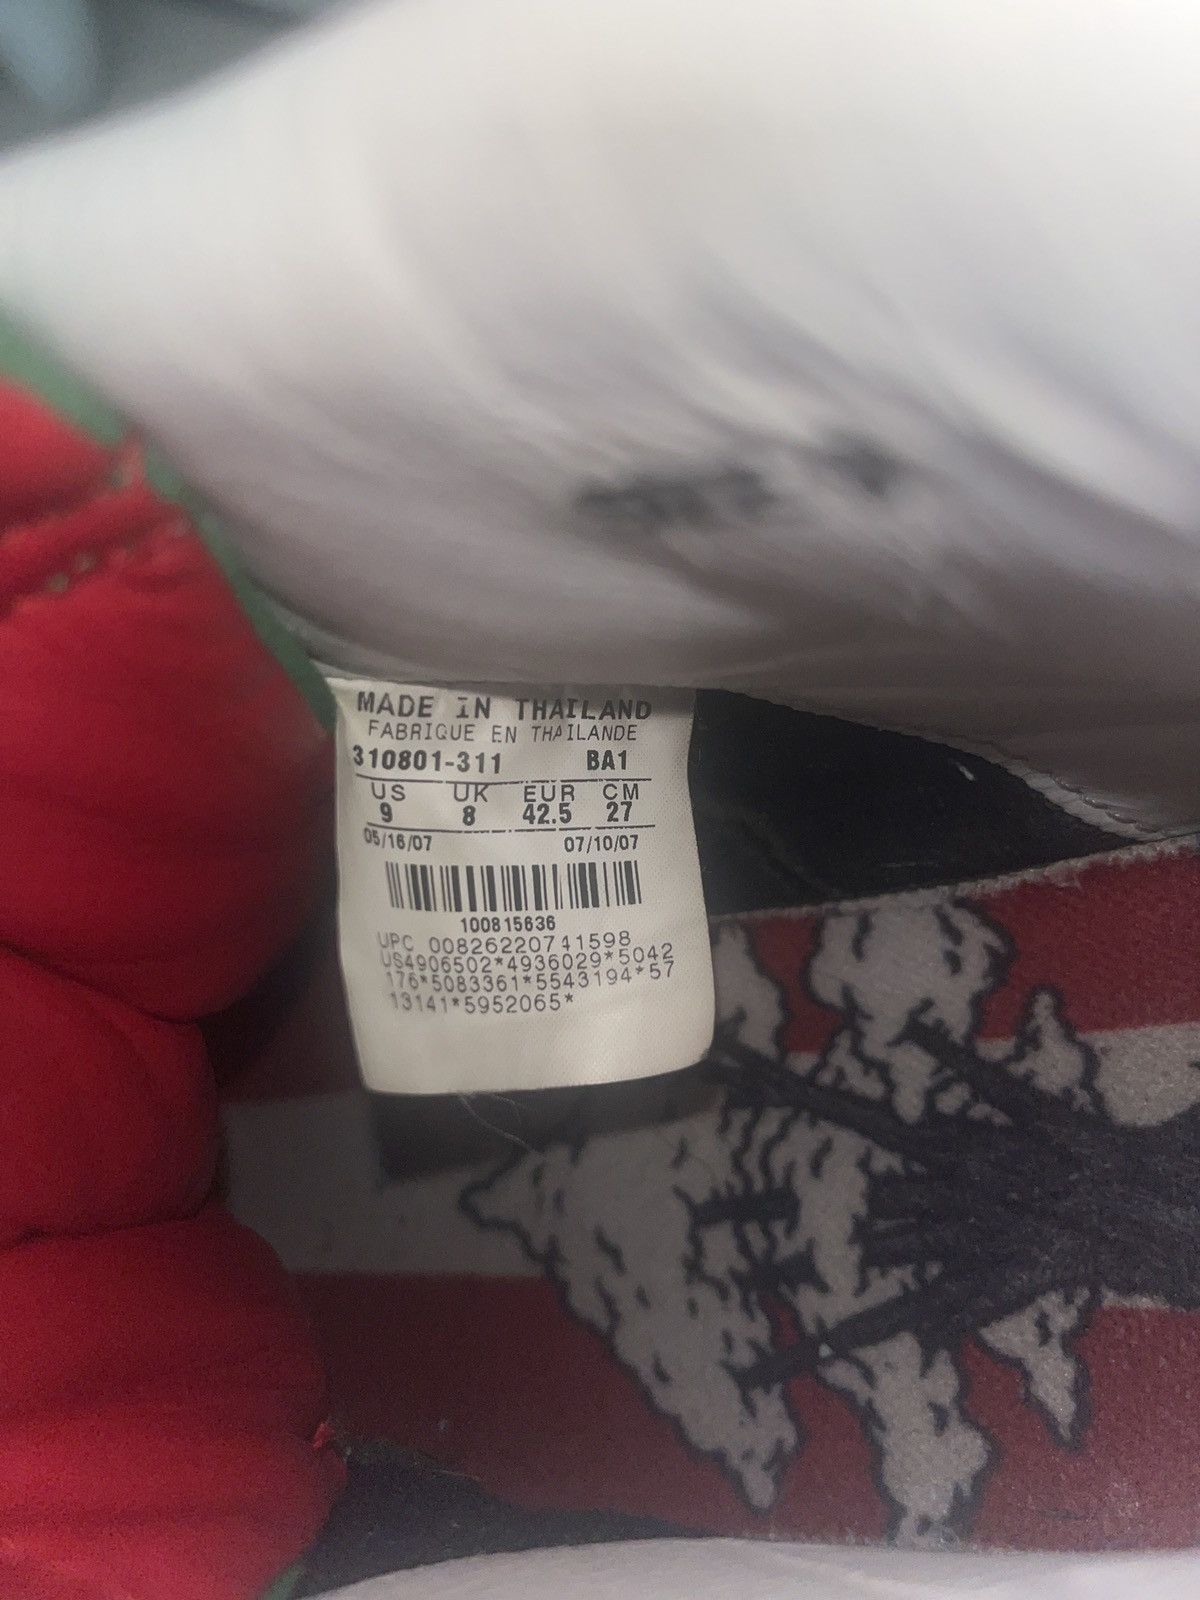 MADE IN THAILAND
FABRIQUE EN THAILANDE
310801-311 BA1
US UK EUR CM
9 8 42.5 27
05/16/07 07/10/07
100815636
UPC 00826220741598
US4906502*4936029*5042
176*5083361*5543194*57
13141*5952065*